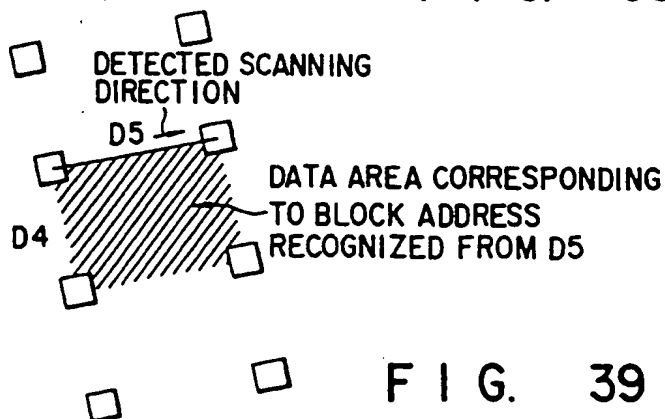 DETECTED SCANNING
DIRECTION
D5
DATA AREA CORRESPONDING
D4
TO BLOCK ADDRESS
RECOGNIZED FROM D5
FIG. 39